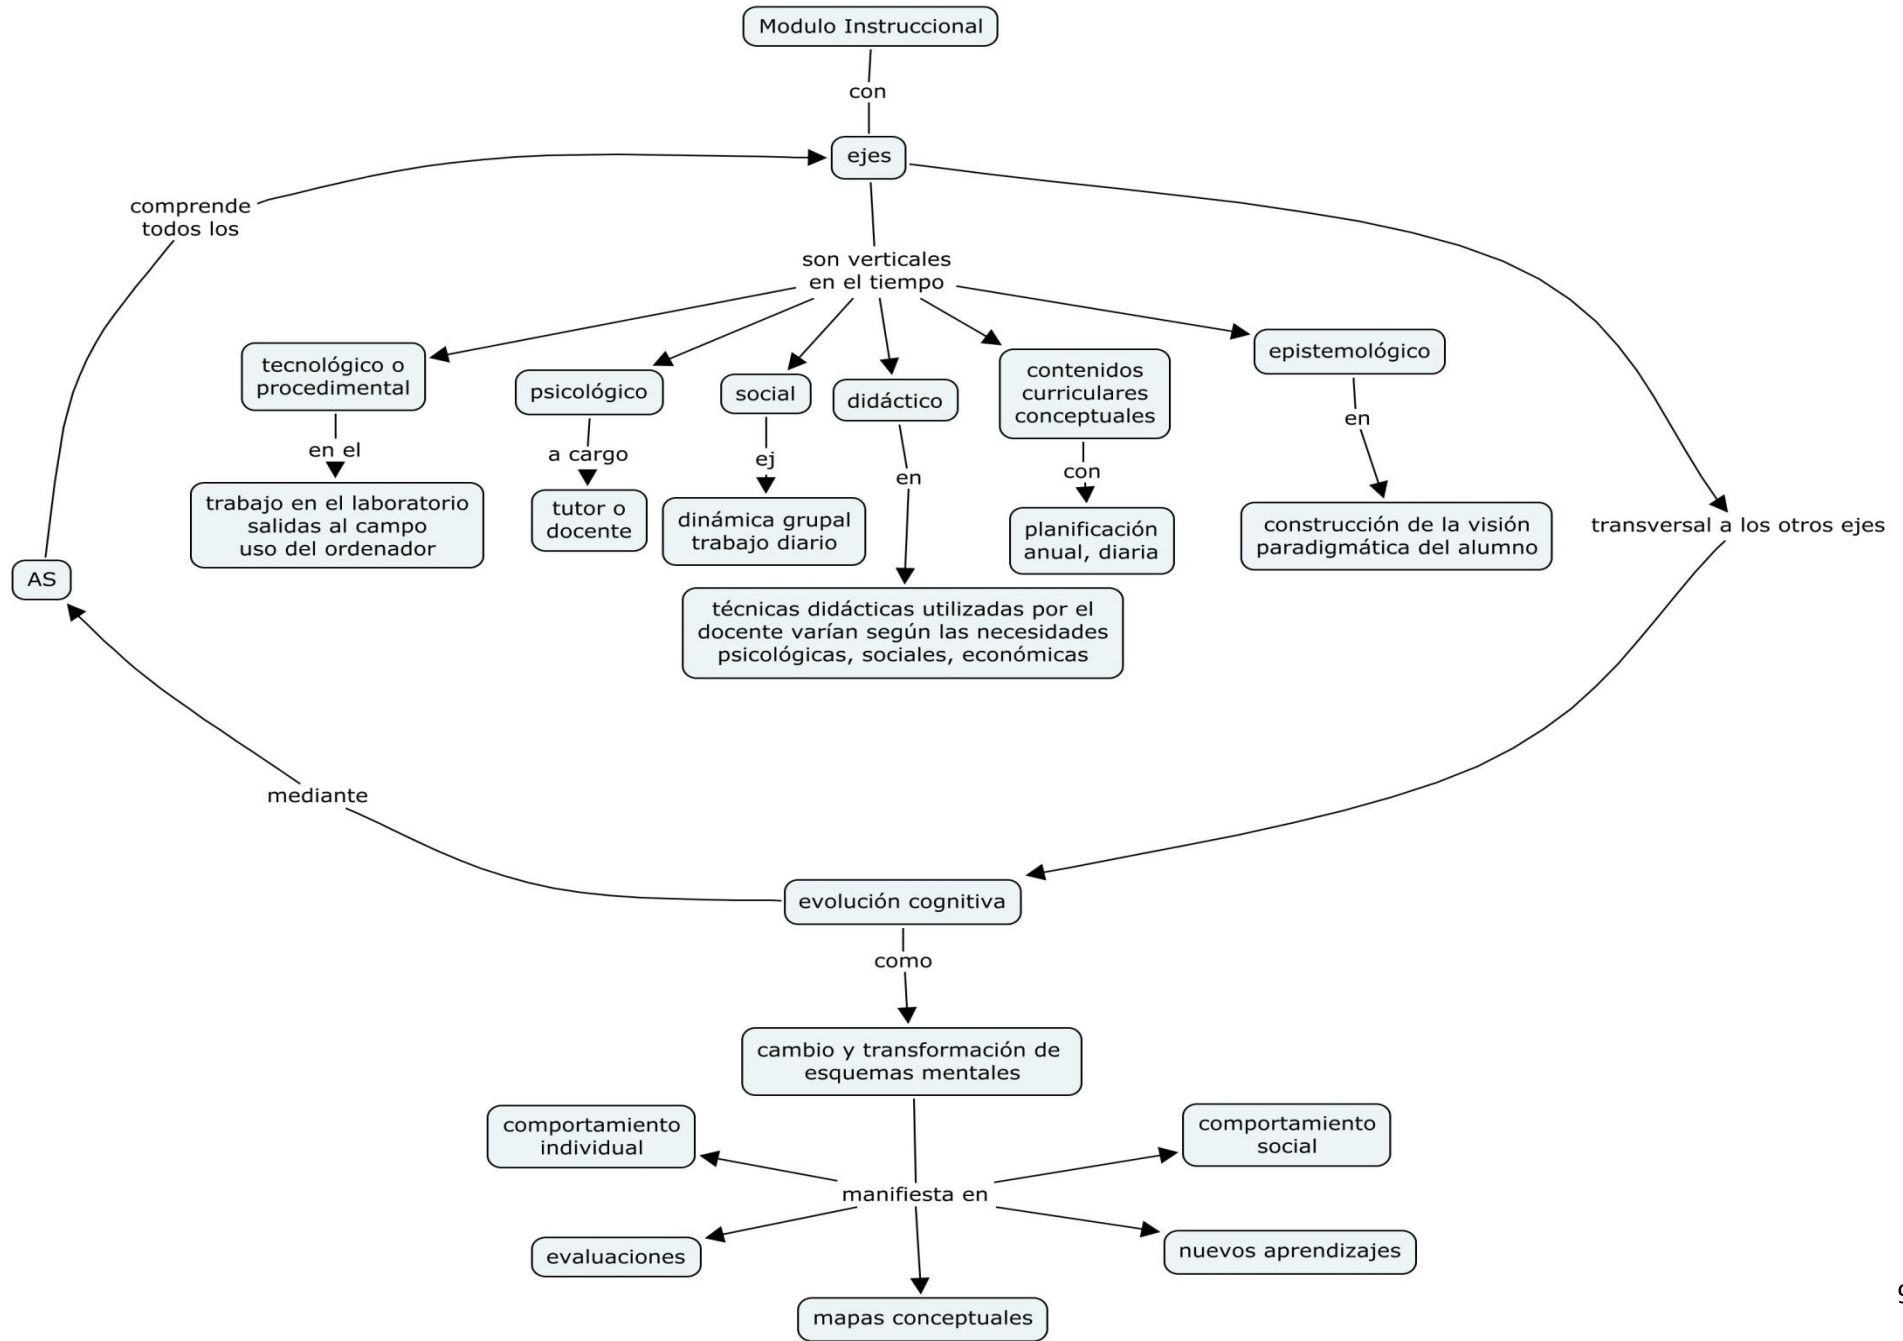 Modulo Instruccional
con
ejes
comprende
todos los
son verticales
en el tiempo
tecnológico o
procedimental
psicológico
social
didáctico
contenidos
curriculares
conceptuales
epistemológico
en el
a cargo
ej
en
con
en
trabajo en el laboratorio
salidas al campo
uso del ordenador
tutor o
docente
dinámica grupal
trabajo diario
planificación
anual, diaria
construcción de la visión
paradigmática del alumno
transversal a los otros ejes
AS
técnicas didácticas utilizadas por el
docente varían según las necesidades
psicológicas, sociales, económicas
mediante
evolución cognitiva
como
cambio y transformación de
esquemas mentales
comportamiento
individual
comportamiento
social
manifiesta en
evaluaciones
nuevos aprendizajes
mapas conceptuales